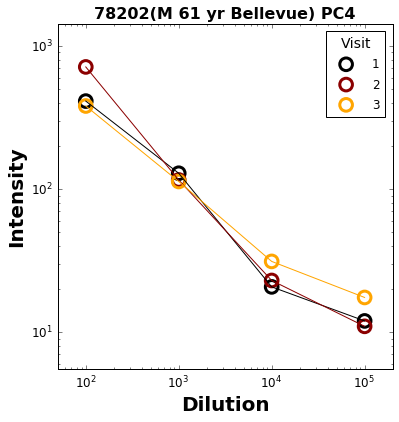 78202(M 61 yr Bellevue) PC4
Visit
1
2
3
Intensity
10³
10²
10¹
10² 10³ 10⁴ 10⁵
Dilution